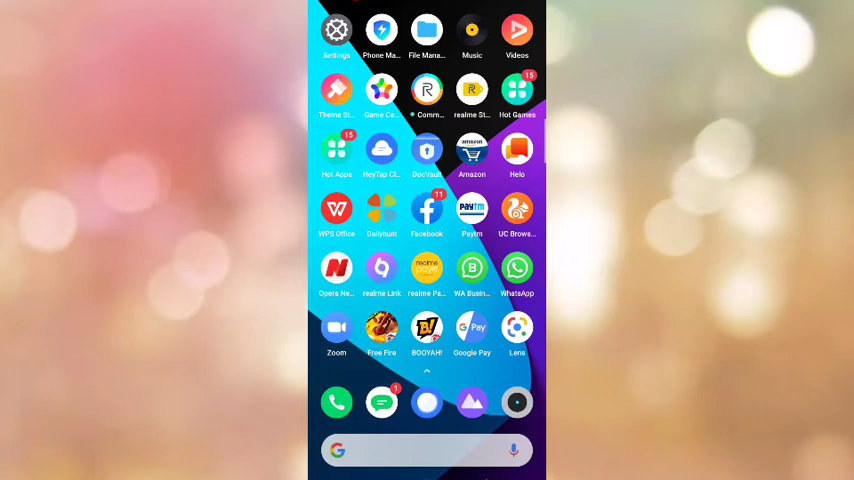 Settings Phone Ma... File Mana... Music Videos
15
Theme St... Game Ce... Comm... realme St... Hot Games
15
amazon
Hot Apps HeyTap Cl... DocVault Amazon Helo
11
Paytm
WPS Office Dailyhunt Facebook Paytm UC Brows...
realme
Opera Ne... realme Link realme Pa... WA Busin... WhatsApp
G Pay
Zoom Free Fire BOOYAH! Google Pay Lens
1